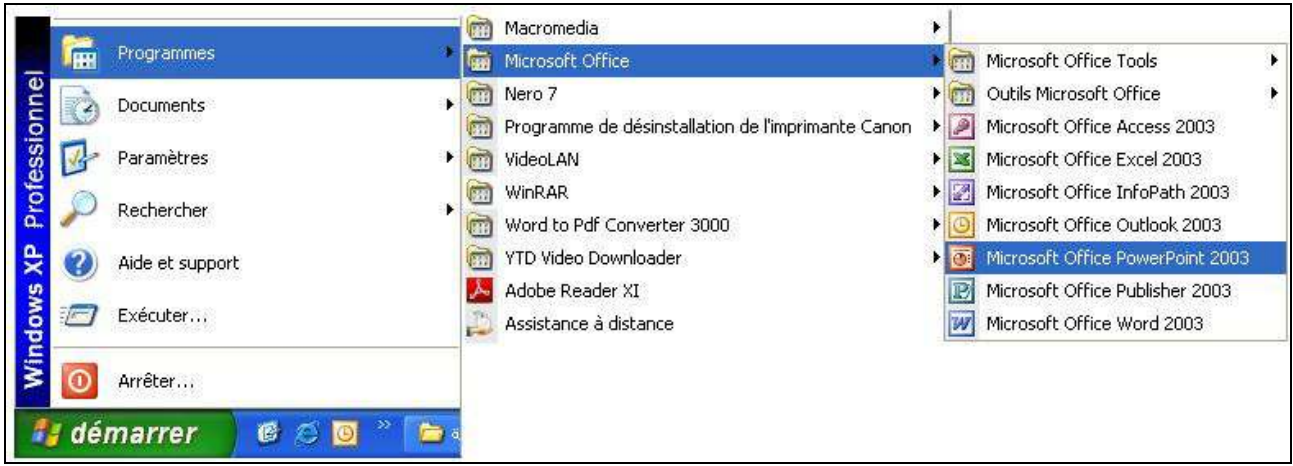 Windows XP Professionnel
Programmes
Documents
Paramètres
Rechercher
Aide et support
Exécuter...
Arrêter...
démarrer
Macromedia
Microsoft Office
Nero 7
Programme de désinstallation de l'imprimante Canon
VideoLAN
WinRAR
Word to Pdf Converter 3000
YTD Video Downloader
Adobe Reader XI
Assistance à distance
Microsoft Office Tools
Outils Microsoft Office
Microsoft Office Access 2003
Microsoft Office Excel 2003
Microsoft Office InfoPath 2003
Microsoft Office Outlook 2003
Microsoft Office PowerPoint 2003
Microsoft Office Publisher 2003
Microsoft Office Word 2003